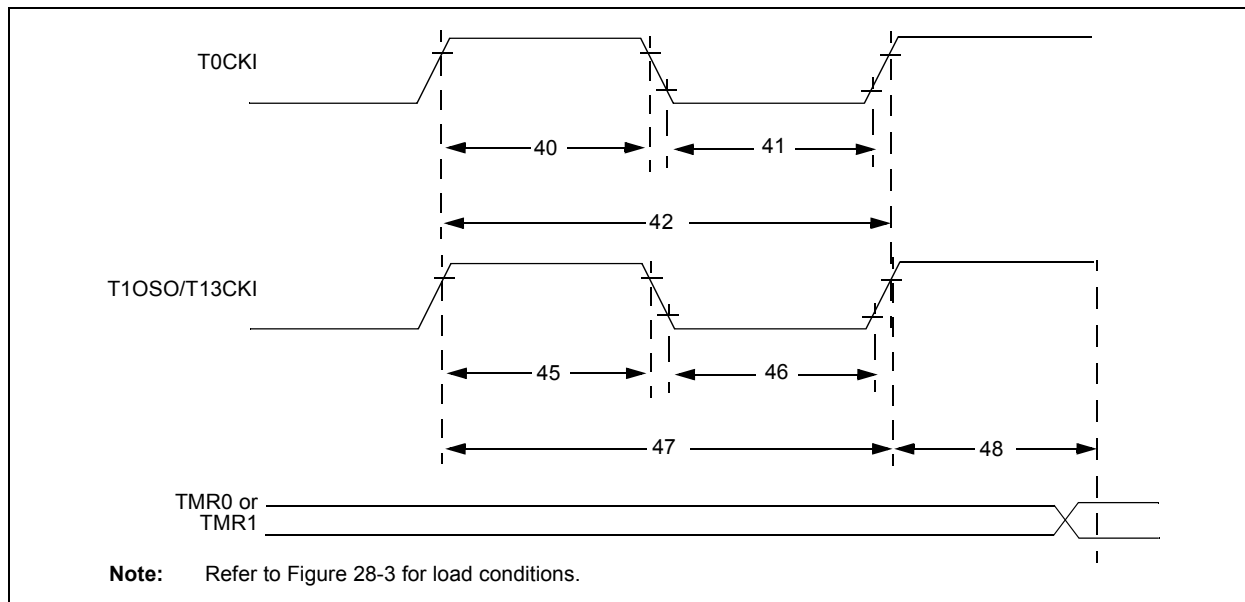 T0CKI
40
41
42
T1OSO/T13CKI
45
46
47
48
TMR0 or
TMR1
Note: Refer to Figure 28-3 for load conditions.